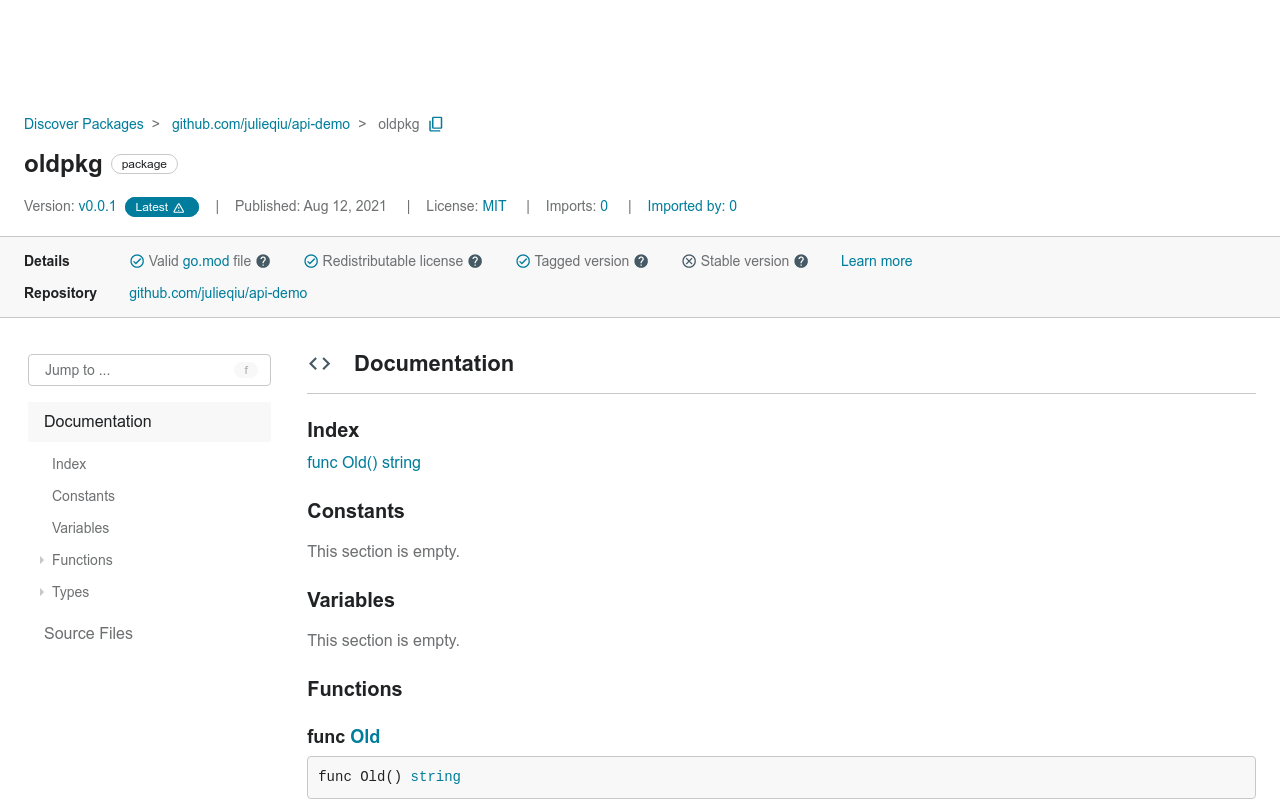 Discover Packages > github.com/julieqiu/api-demo > oldpkg
oldpkg package
Version: v0.0.1 Latest | Published: Aug 12, 2021 | License: MIT | Imports: 0 | Imported by: 0
Details Valid go.mod file Redistributable license Tagged version Stable version Learn more
Repository github.com/julieqiu/api-demo
Jump to ... f
Documentation
Index
Constants
Variables
Functions
Types
Source Files
Documentation
Index
func Old() string
Constants
This section is empty.
Variables
This section is empty.
Functions
func Old
func Old() string